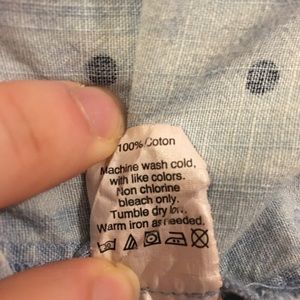 100% Coton
Machine wash cold,
with like colors.
Non chlorine
bleach only.
Tumble dry low.
Warm iron as needed.